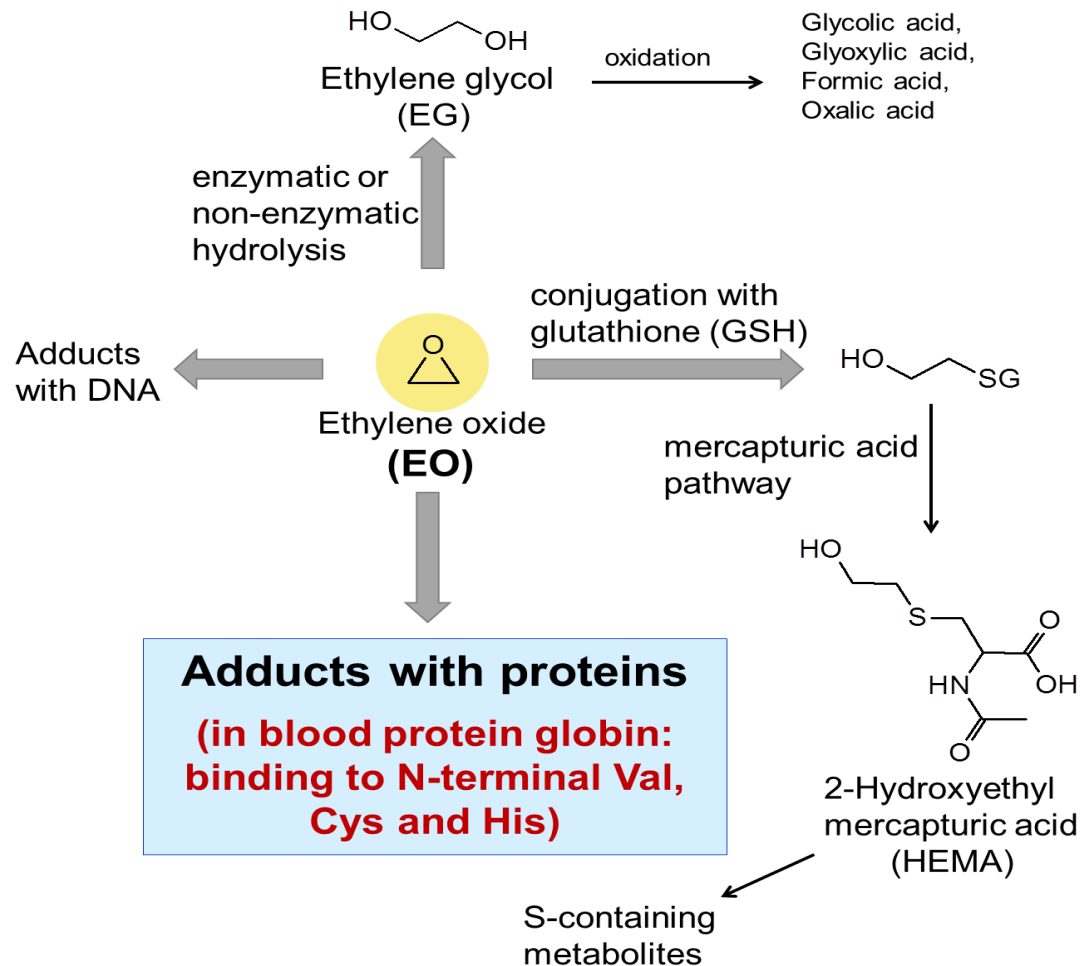 HO
OH
Ethylene glycol
(EG)
oxidation
Glycolic acid,
Glyoxylic acid,
Formic acid,
Oxalic acid
enzymatic or
non-enzymatic
hydrolysis
conjugation with
glutathione (GSH)
Adducts
with DNA
O
Ethylene oxide
(EO)
HO
SG
mercapturic acid
pathway
HO
S
O
OH
HN
O
Adducts with proteins
(in blood protein globin:
binding to N-terminal Val,
Cys and His)
2-Hydroxyethyl
mercapturic acid
(HEMA)
S-containing
metabolites